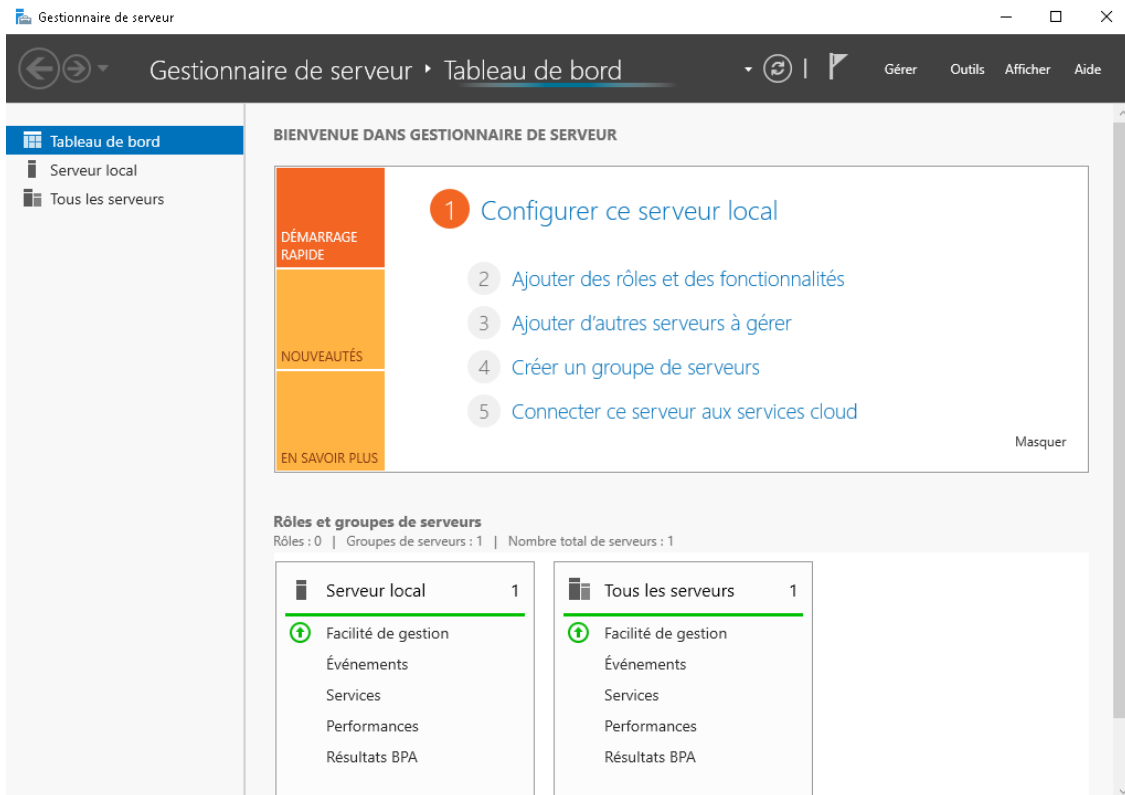 Gestionnaire de serveur
Gestionnaire de serveur Tableau de bord
Gérer Outils Afficher Aide
Tableau de bord
Serveur local
Tous les serveurs
BIENVENUE DANS GESTIONNAIRE DE SERVEUR
DÉMARRAGE
RAPIDE
NOUVEAUTÉS
EN SAVOIR PLUS
1 Configurer ce serveur local
2 Ajouter des rôles et des fonctionnalités
3 Ajouter d'autres serveurs à gérer
4 Créer un groupe de serveurs
5 Connecter ce serveur aux services cloud
Masquer
Rôles et groupes de serveurs
Rôles : 0 | Groupes de serveurs : 1 | Nombre total de serveurs : 1
Serveur local 1
Facilité de gestion
Événements
Services
Performances
Résultats BPA
Tous les serveurs 1
Facilité de gestion
Événements
Services
Performances
Résultats BPA